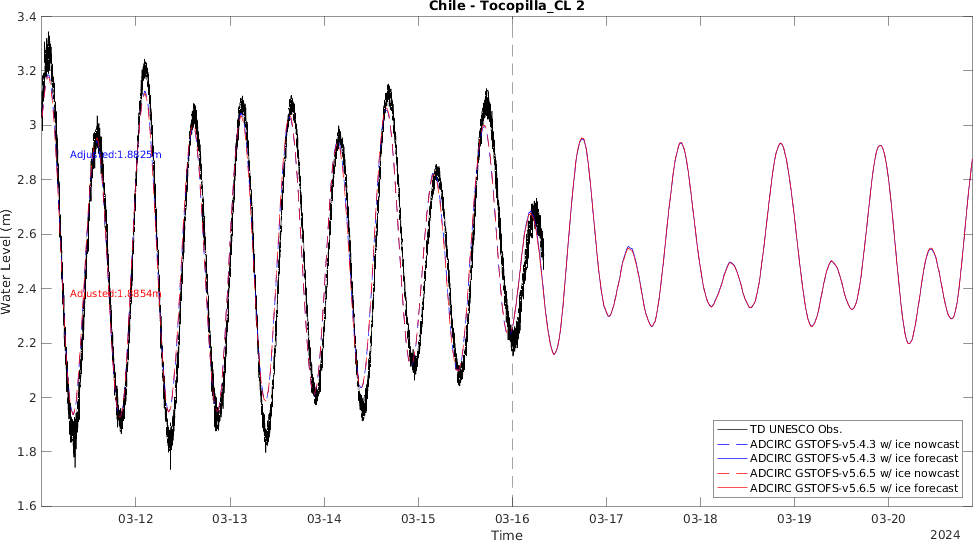 Chile - Tocopilla_CL 2
Water Level (m)
3.4
3.2
3
2.8
2.6
2.4
2.2
2
1.8
1.6
Adjusted:1.8825m
Adjusted:1.8854m
TD UNESCO Obs.
ADCIRC GSTOFS-v5.4.3 w/ ice nowcast
ADCIRC GSTOFS-v5.4.3 w/ ice forecast
ADCIRC GSTOFS-v5.6.5 w/ ice nowcast
ADCIRC GSTOFS-v5.6.5 w/ ice forecast
03-12 03-13 03-14 03-15 03-16 03-17 03-18 03-19 03-20
Time
2024